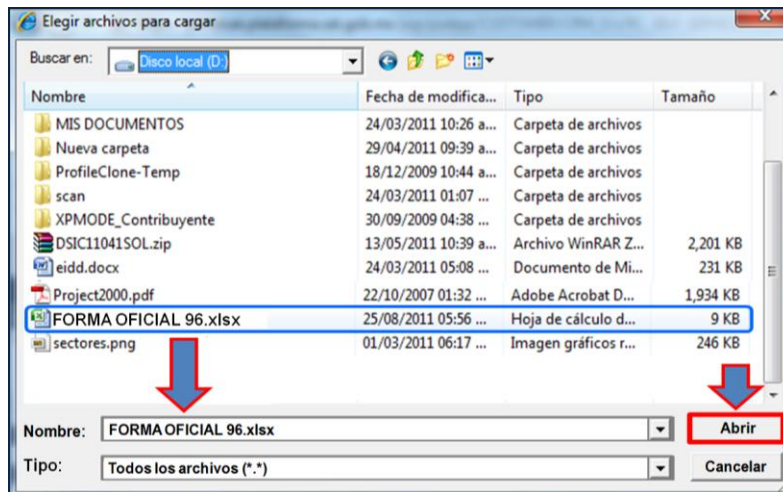 Elegir archivos para cargar
Buscar en: Disco local (D:)
Nombre Fecha de modifica... Tipo Tamaño
MIS DOCUMENTOS 24/03/2011 10:26 a... Carpeta de archivos
Nueva carpeta 29/04/2011 09:39 a... Carpeta de archivos
ProfileClone-Temp 18/12/2009 10:44 a... Carpeta de archivos
scan 24/03/2011 01:07 ... Carpeta de archivos
XPMODE_Contribuyente 30/09/2009 04:38 ... Carpeta de archivos
DSIC11041SOL.zip 13/05/2011 10:39 a... Archivo WinRAR Z... 2,201 KB
eidd.docx 24/03/2011 05:08 ... Documento de Mi... 231 KB
Project2000.pdf 22/10/2007 01:32 ... Adobe Acrobat D... 1,934 KB
FORMA OFICIAL 96.xlsx 25/08/2011 05:56 ... Hoja de cálculo d... 9 KB
sectores.png 01/03/2011 06:17 ... Imagen gráficos r... 246 KB
Nombre: FORMA OFICIAL 96.xlsx Abrir
Tipo: Todos los archivos (*.*) Cancelar